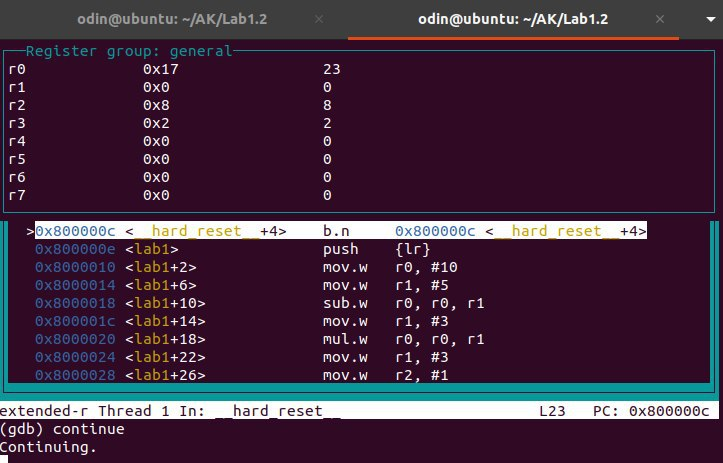 odin@ubuntu: ~/AK/Lab1.2 × odin@ubuntu: ~/AK/Lab1.2 ×
Register group: general
r0 0x17 23
r1 0x0 0
r2 0x8 8
r3 0x2 2
r4 0x0 0
r5 0x0 0
r6 0x0 0
r7 0x0 0
>0x800000c <__hard_reset__+4> b.n 0x800000c <__hard_reset__+4>
0x800000e <lab1> push {lr}
0x8000010 <lab1+2> mov.w r0, #10
0x8000014 <lab1+6> mov.w r1, #5
0x8000018 <lab1+10> sub.w r0, r0, r1
0x800001c <lab1+14> mov.w r1, #3
0x8000020 <lab1+18> mul.w r0, r0, r1
0x8000024 <lab1+22> mov.w r1, #3
0x8000028 <lab1+26> mov.w r2, #1
extended-r Thread 1 In: __hard_reset__ L23 PC: 0x800000c
(gdb) continue
Continuing.